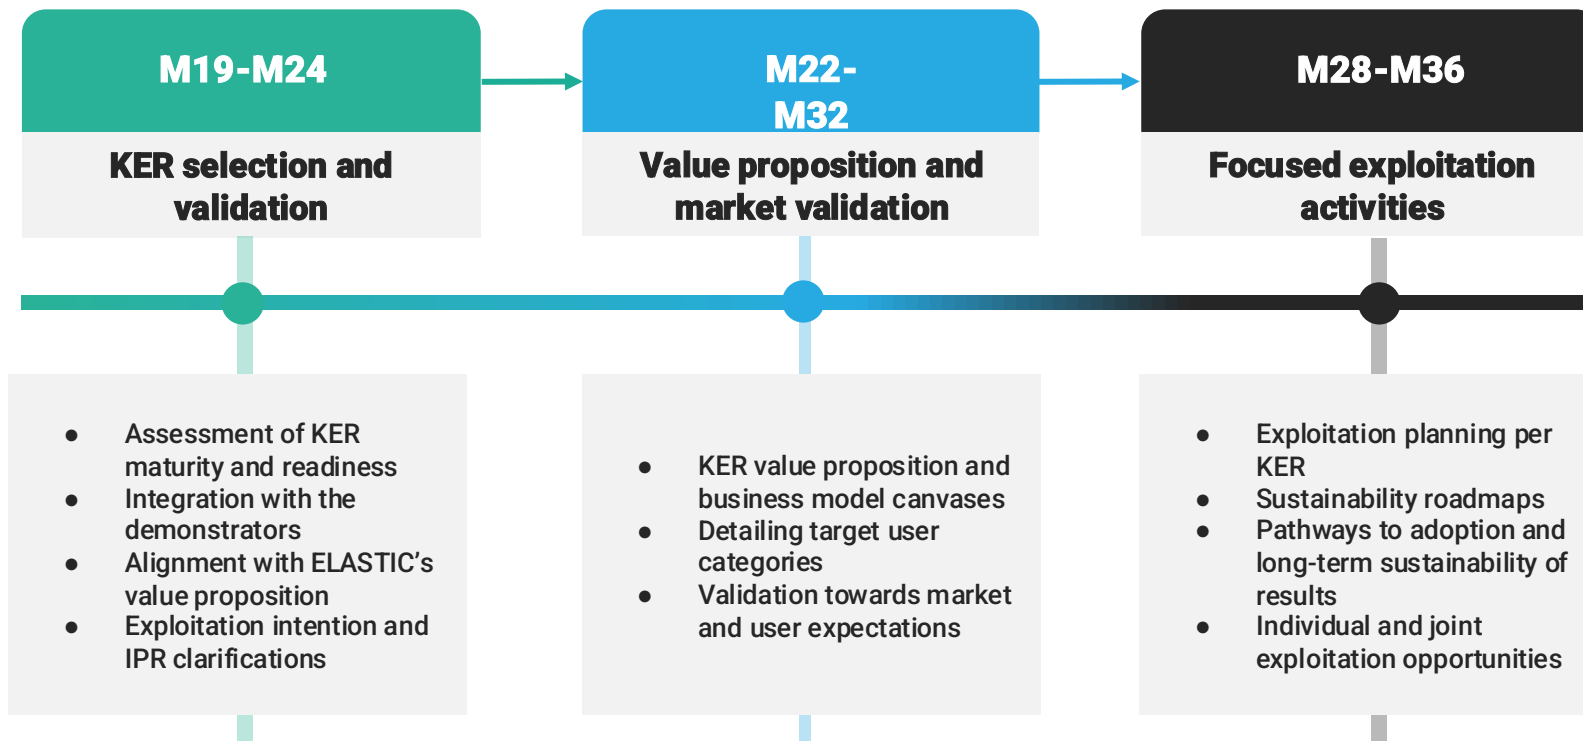 M19-M24
KER selection and
validation
● Assessment of KER
maturity and readiness
● Integration with the
demonstrators
● Alignment with ELASTIC’s
value proposition
● Exploitation intention and
IPR clarifications
M22-
M32
Value proposition and
market validation
● KER value proposition and
business model canvases
● Detailing target user
categories
● Validation towards market
and user expectations
M28-M36
Focused exploitation
activities
● Exploitation planning per
KER
● Sustainability roadmaps
● Pathways to adoption and
long-term sustainability of
results
● Individual and joint
exploitation opportunities